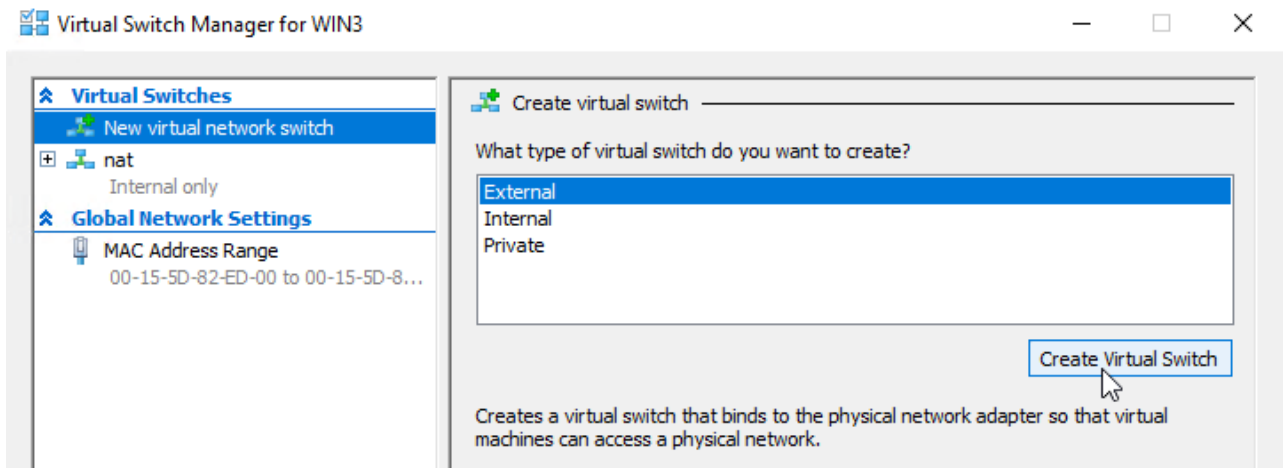 Virtual Switch Manager for WIN3
Virtual Switches
New virtual network switch
nat
Internal only
Global Network Settings
MAC Address Range
00-15-5D-82-ED-00 to 00-15-5D-8...
Create virtual switch
What type of virtual switch do you want to create?
External
Internal
Private
Create Virtual Switch
Creates a virtual switch that binds to the physical network adapter so that virtual
machines can access a physical network.